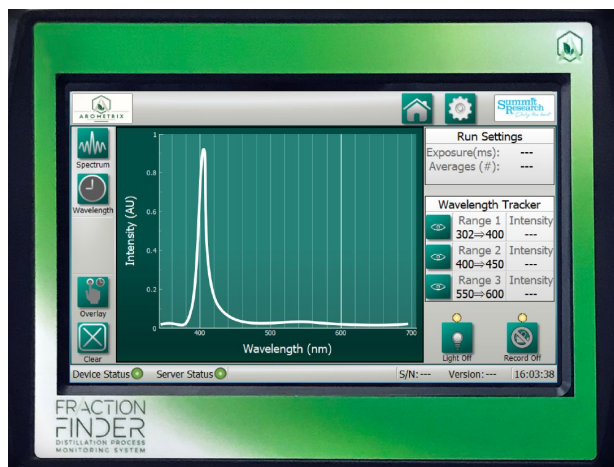 AROMETRIX
Summit
Research
Spectrum
Wavelength
Overlay
Clear
Intensity (AU)
1
0.8
0.6
0.4
0.2
0
400
500
600
700
Wavelength (nm)
Run Settings
Exposure(ms): ---
Averages (#): ---
Wavelength Tracker
Range 1 Intensity
302⇒400 ---
Range 2 Intensity
400⇒450 ---
Range 3 Intensity
550⇒600 ---
Light Off
Record Off
Device Status
Server Status
S/N: ---
Version: ---
16:03:38
FRACTION
FINDER
DISTILLATION PROCESS
MONITORING SYSTEM